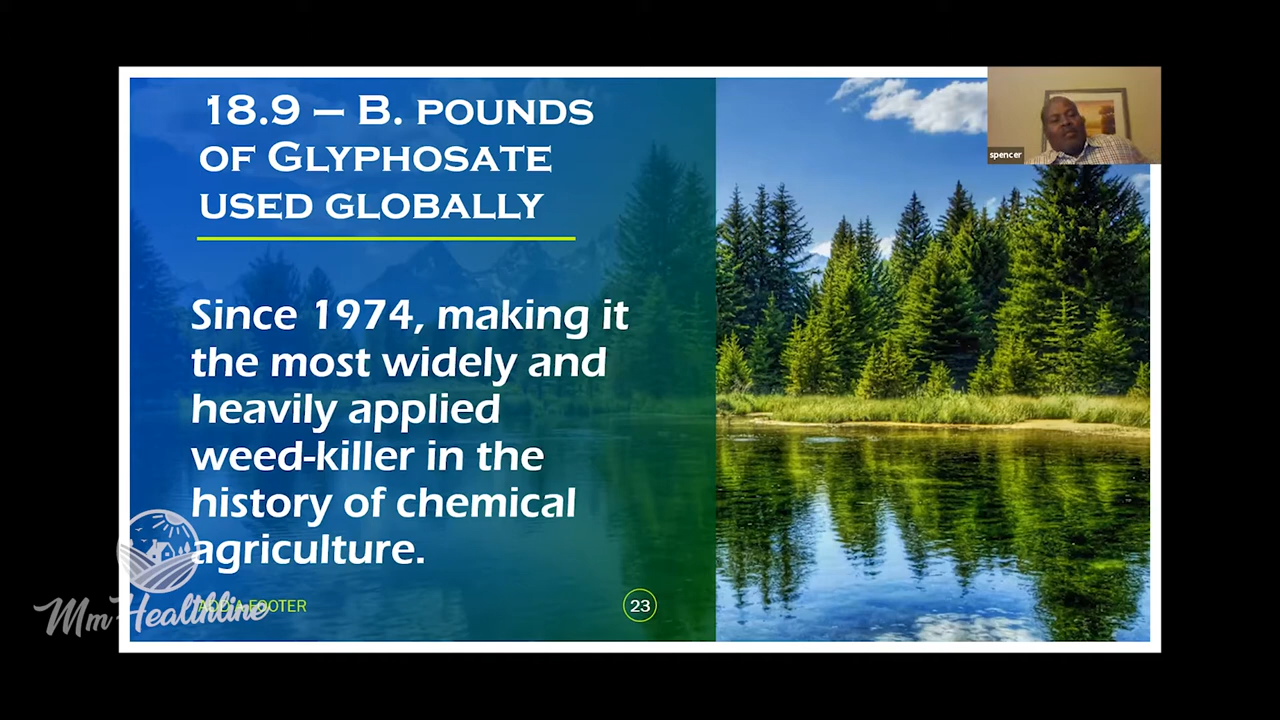 18.9 – B. POUNDS
OF GLYPHOSATE
USED GLOBALLY
spencer
Since 1974, making it
the most widely and
heavily applied
weed-killer in the
history of chemical
agriculture.
ADD A FOOTER
23
Mm Healthline